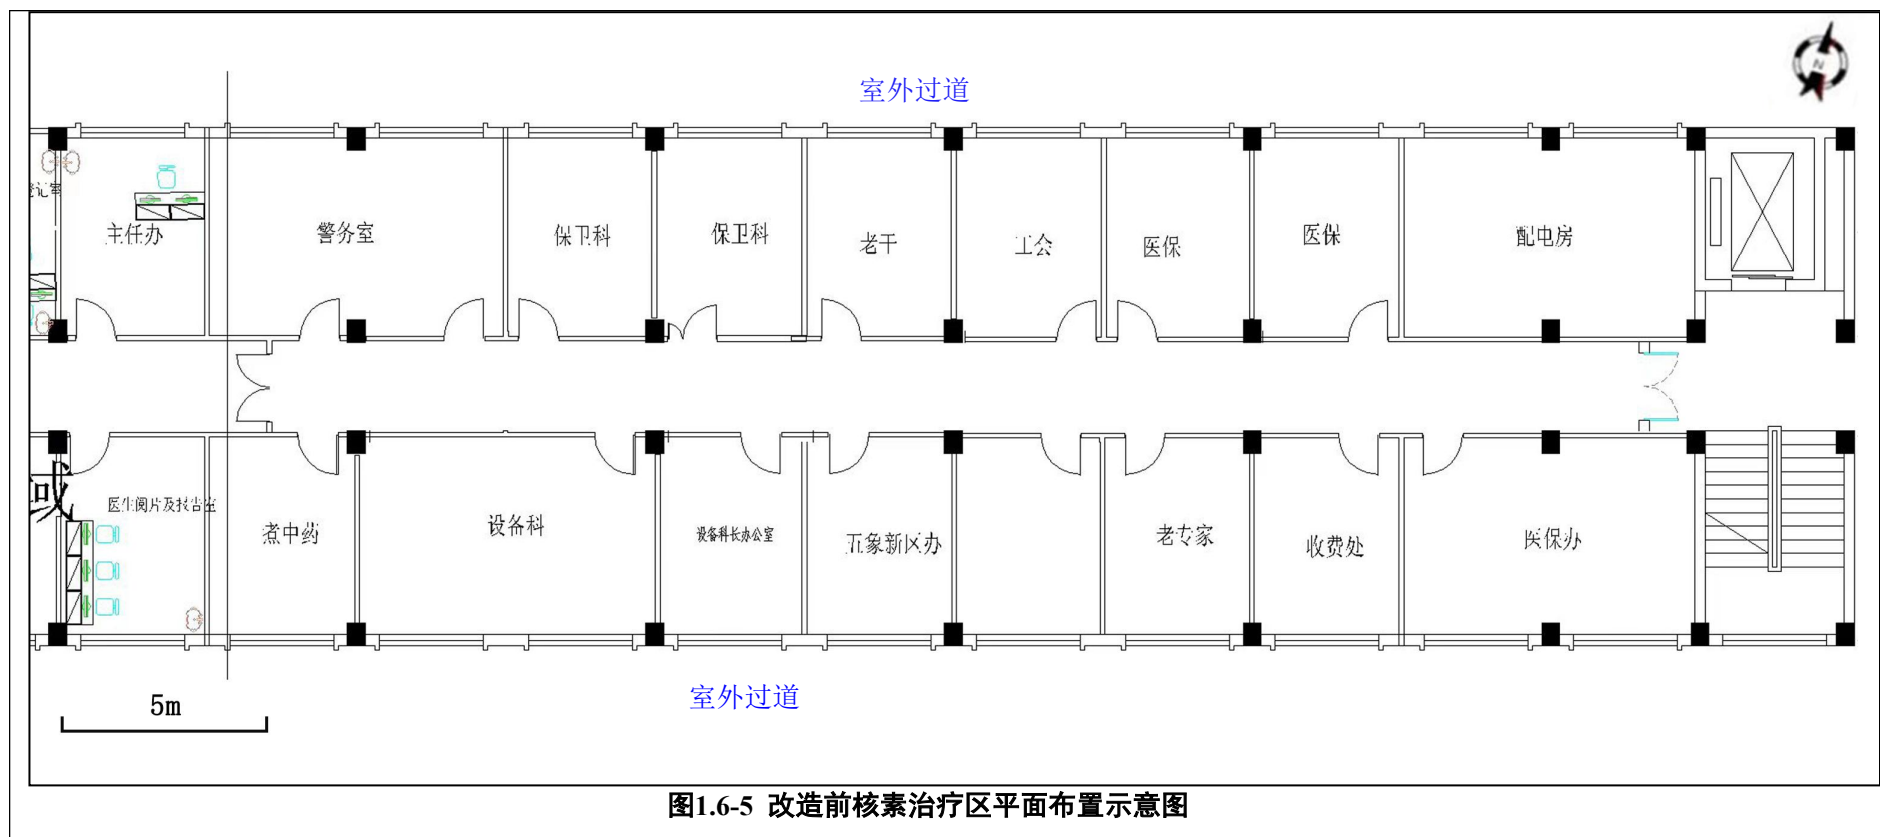 室外过道
N
登记室
主任办
警务室
保卫科
保卫科
老干
工会
医保
医保
配电房
域
医生阅片及报告室
煮中药
设备科
设备科长办公室
五象新区办
老专家
收费处
医保办
室外过道
5m
图1.6-5 改造前核素治疗区平面布置示意图